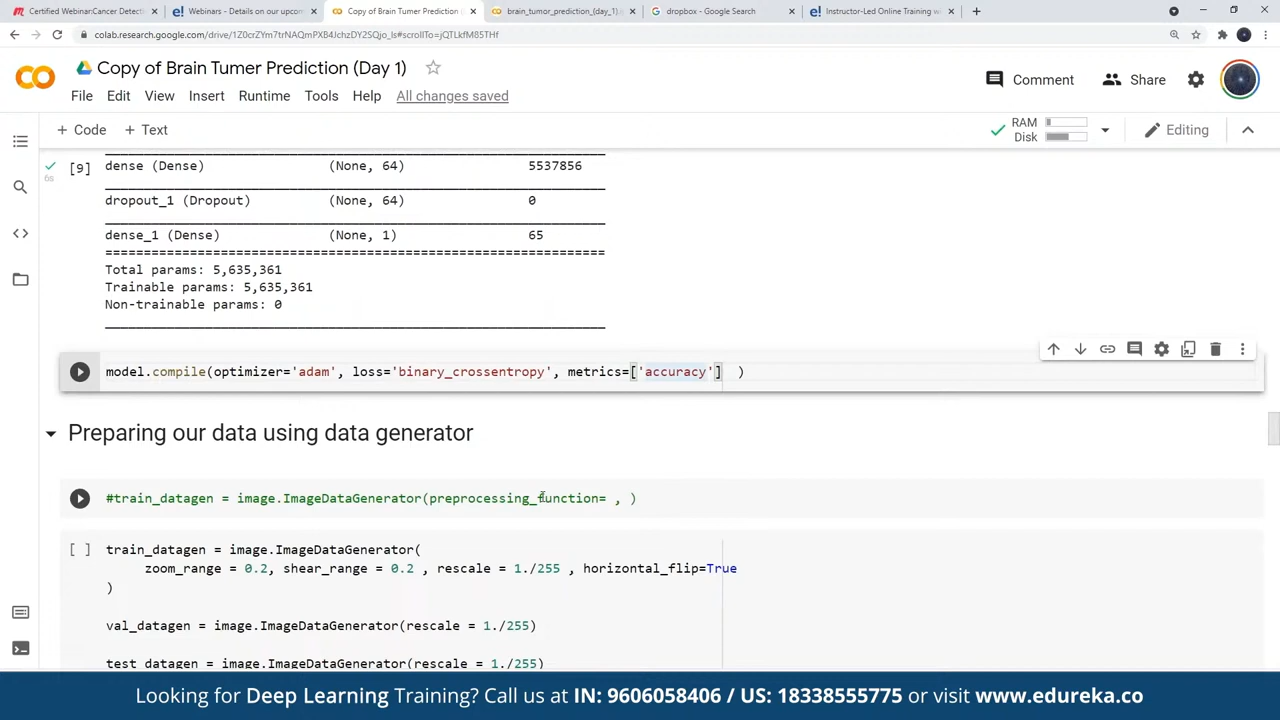 Certified Webinar:Cancer Detecti
Webinars - Details on our upcom
Copy of Brain Tumor Prediction (
brain_tumor_prediction_(day_1).i
dropbox - Google Search
Instructor-Led Online Training wi
colab.research.google.com/drive/1Z0crZYm7trNAQmPXB4JchzDY2SQjo_Is#scrollTo=jQTLkfM85THf
Copy of Brain Tumer Prediction (Day 1)
Comment
Share
File Edit View Insert Runtime Tools Help All changes saved
+ Code + Text
RAM
Disk
Editing
[9]
6s
dense (Dense) (None, 64) 5537856
dropout_1 (Dropout) (None, 64) 0
dense_1 (Dense) (None, 1) 65
Total params: 5,635,361
Trainable params: 5,635,361
Non-trainable params: 0
model.compile(optimizer='adam', loss='binary_crossentropy', metrics=['accuracy'] )
Preparing our data using data generator
#train_datagen = image.ImageDataGenerator(preprocessing_function= , )
[ ] train_datagen = image.ImageDataGenerator(
zoom_range = 0.2, shear_range = 0.2 , rescale = 1./255 , horizontal_flip=True
)
val_datagen = image.ImageDataGenerator(rescale = 1./255)
test_datagen = image.ImageDataGenerator(rescale = 1./255)
Looking for Deep Learning Training? Call us at IN: 9606058406 / US: 18338555775 or visit www.edureka.co